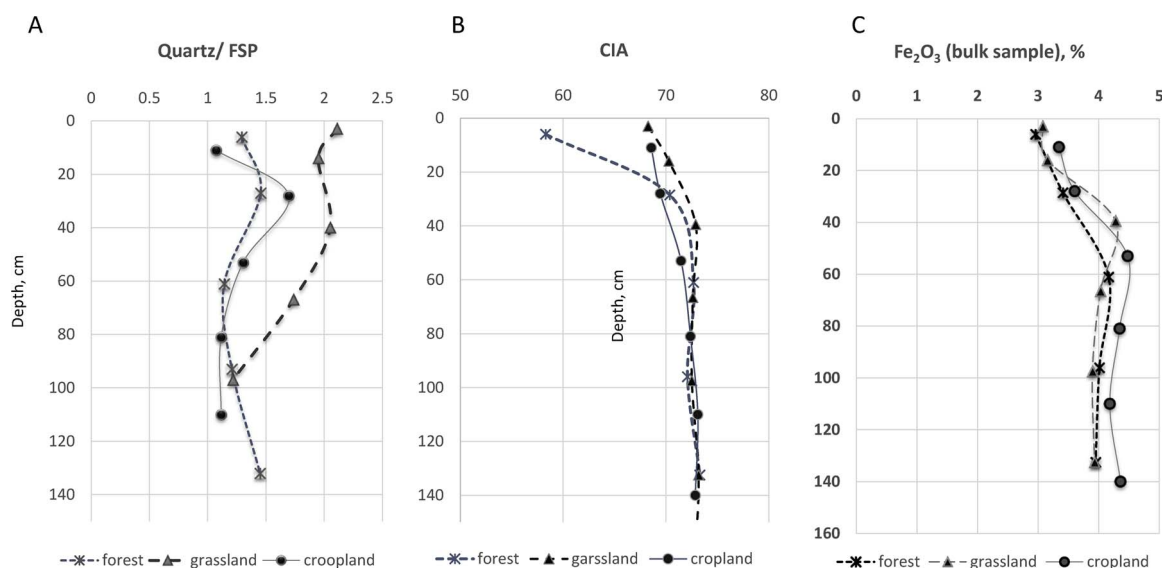 A
Quartz/ FSP
0 0.5 1 1.5 2 2.5
0
20
40
60
80
100
120
140
Depth, cm
forest grassland croopland
B
CIA
50 60 70 80
0
20
40
60
80
100
120
140
Depth, cm
forest garssland cropland
C
Fe₂O₃ (bulk sample), %
0 1 2 3 4 5
0
20
40
60
80
100
120
140
160
forest grassland cropland